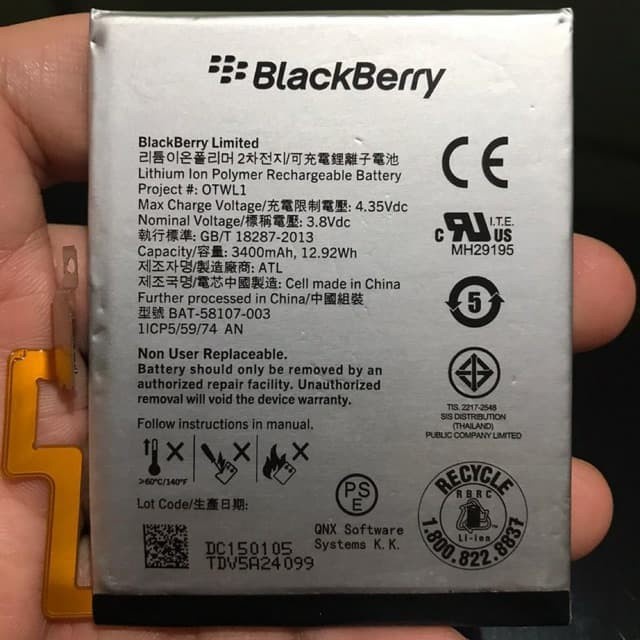 BlackBerry
BlackBerry Limited
리튬이온폴리머 2차전지/可充電鋰離子電池
Lithium Ion Polymer Rechargeable Battery
Project #: OTWL1
Max Charge Voltage/充電限制電壓: 4.35Vdc
Nominal Voltage/標稱電壓: 3.8Vdc
執行標準: GB/T 18287-2013
Capacity/容量: 3400mAh, 12.92Wh
제조자명/製造廠商: ATL
제조국명/電芯中國製造: Cell made in China
Further processed in China/中國組裝
型號 BAT-58107-003
1ICP5/59/74 AN
CE
c RU US
I.T.E.
MH29195
5
Non User Replaceable.
Battery should only be removed by an
authorized repair facility. Unauthorized
removal will void the device warranty.
TIS. 2217-2548
SIS DISTRIBUTION
(THAILAND)
PUBLIC COMPANY LIMITED
Follow instructions in manual.
>60°C/140°F
Lot Code/生產日期:
DC150105
TDV5A24099
PS
E
QNX Software
Systems K.K.
RECYCLE
RBRC
Li-ion
1.800.822.8837